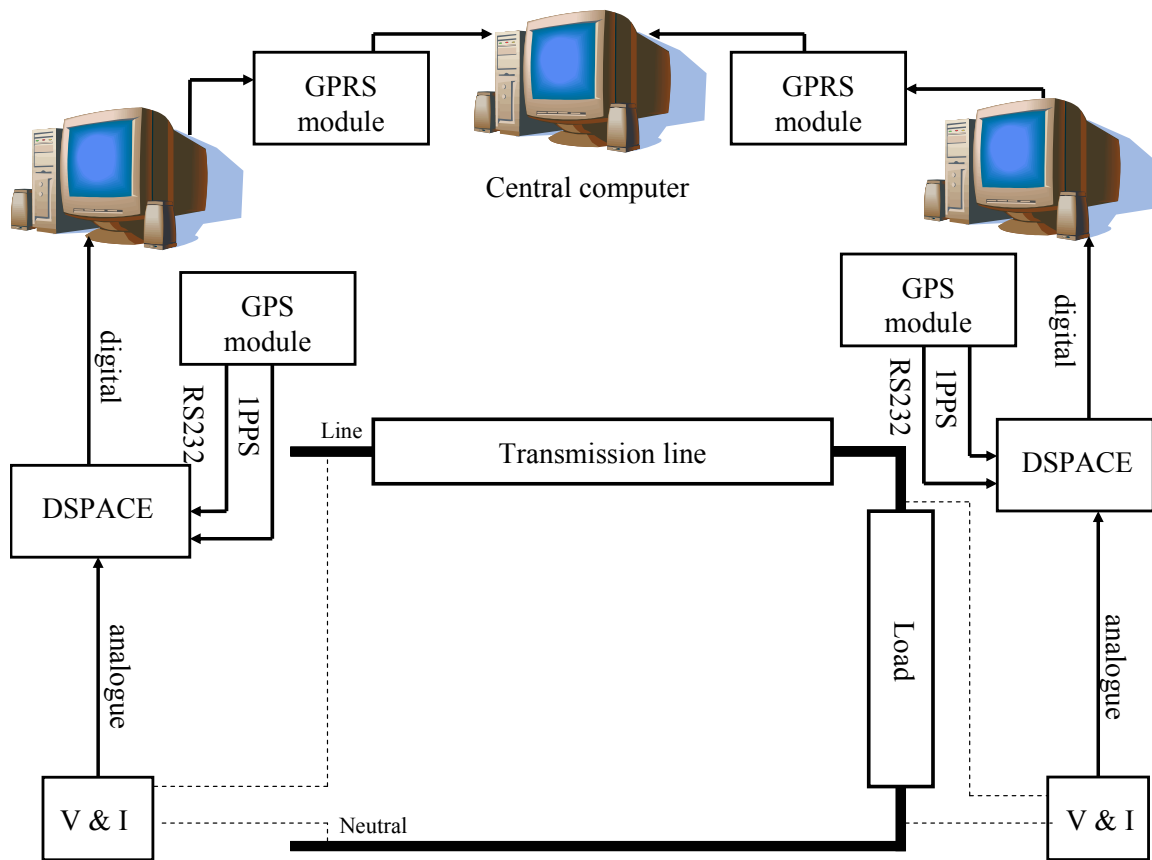 GPRS
module
GPRS
module
Central computer
GPS
module
GPS
module
digital
digital
RS232
1PPS
RS232
1PPS
Line
Transmission line
DSPACE
DSPACE
analogue
Load
analogue
V & I
Neutral
V & I